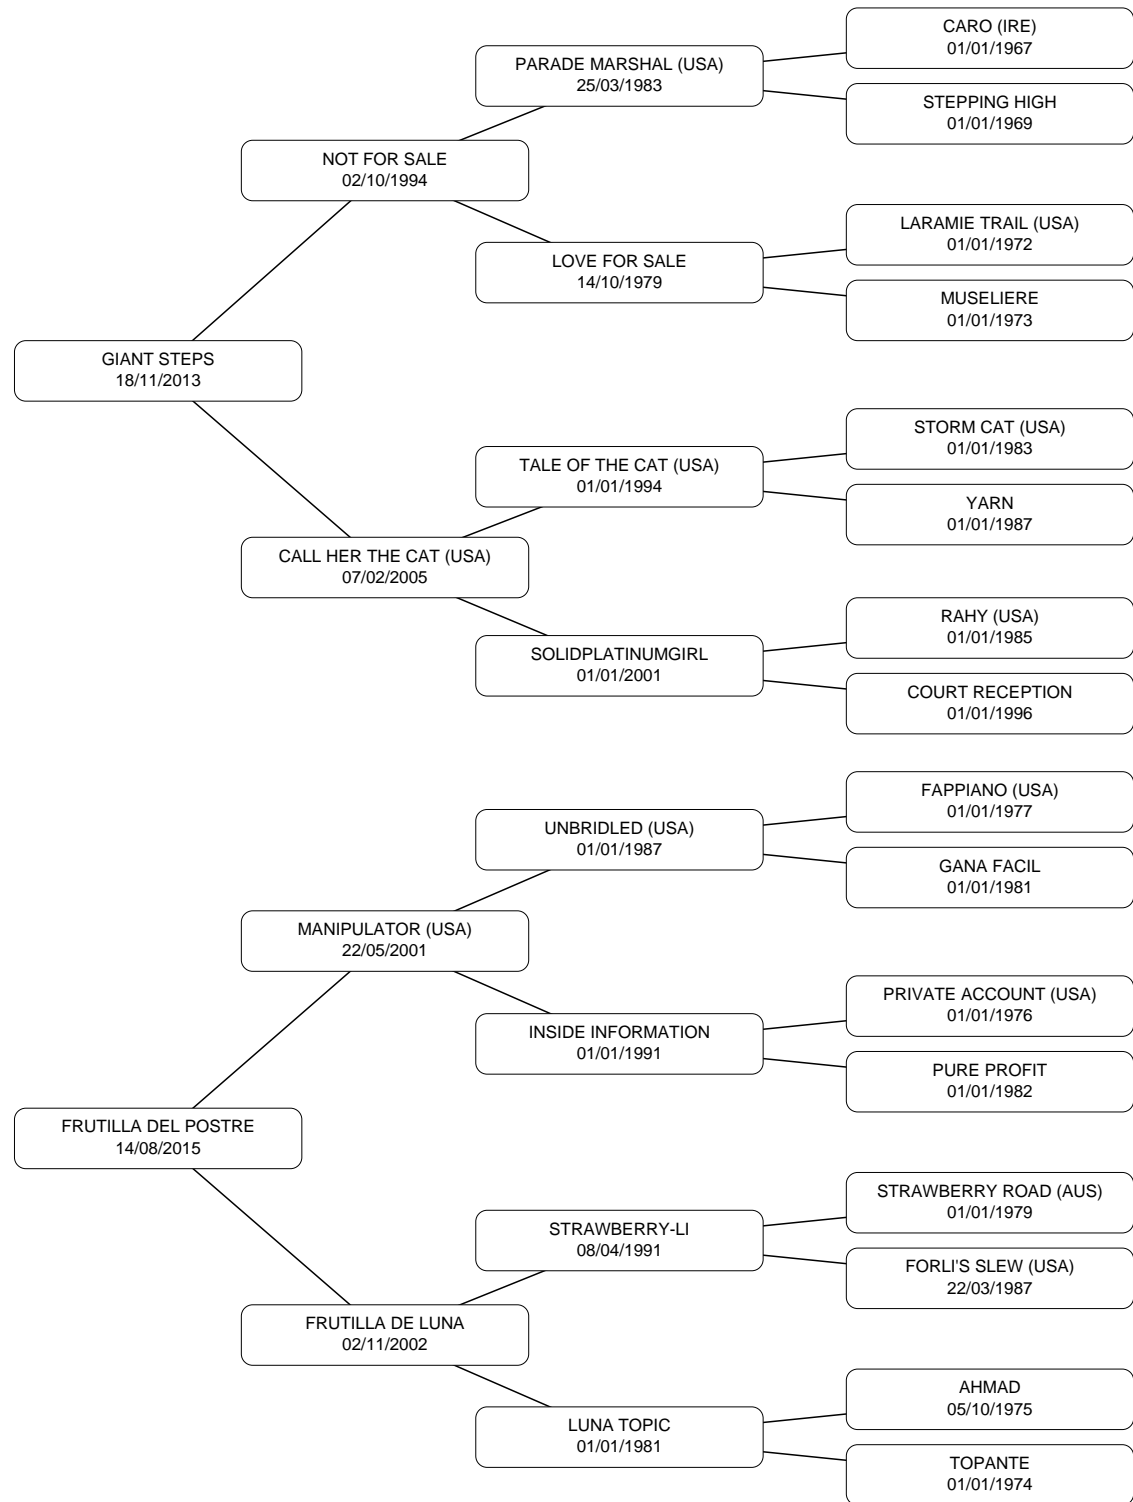 CARO (IRE)
01/01/1967
PARADE MARSHAL (USA)
25/03/1983
STEPPING HIGH
01/01/1969
NOT FOR SALE
02/10/1994
LARAMIE TRAIL (USA)
01/01/1972
LOVE FOR SALE
14/10/1979
MUSELIERE
01/01/1973
GIANT STEPS
18/11/2013
STORM CAT (USA)
01/01/1983
TALE OF THE CAT (USA)
01/01/1994
YARN
01/01/1987
CALL HER THE CAT (USA)
07/02/2005
RAHY (USA)
01/01/1985
SOLIDPLATINUMGIRL
01/01/2001
COURT RECEPTION
01/01/1996
FAPPIANO (USA)
01/01/1977
UNBRIDLED (USA)
01/01/1987
GANA FACIL
01/01/1981
MANIPULATOR (USA)
22/05/2001
PRIVATE ACCOUNT (USA)
01/01/1976
INSIDE INFORMATION
01/01/1991
PURE PROFIT
01/01/1982
FRUTILLA DEL POSTRE
14/08/2015
STRAWBERRY ROAD (AUS)
01/01/1979
STRAWBERRY-LI
08/04/1991
FORLI'S SLEW (USA)
22/03/1987
FRUTILLA DE LUNA
02/11/2002
AHMAD
05/10/1975
LUNA TOPIC
01/01/1981
TOPANTE
01/01/1974